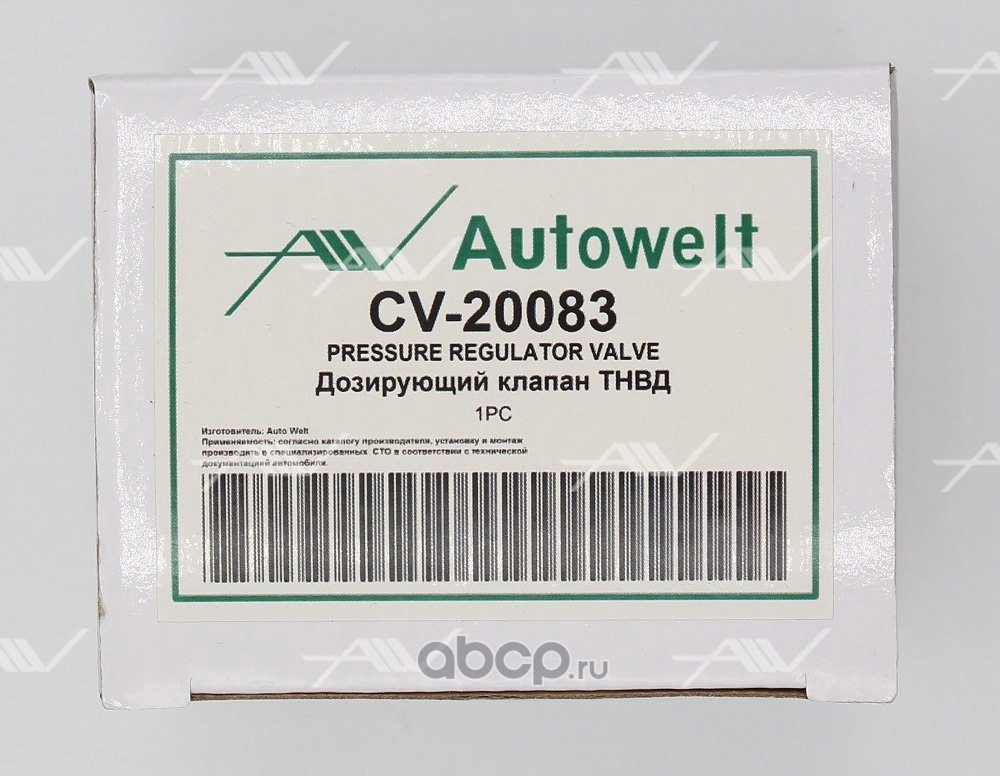 Autowelt
CV-20083
PRESSURE REGULATOR VALVE
Дозирующий клапан ТНВД
1PC
Изготовитель: Auto Welt
Применяемость: согласно каталогу производителя, установку и монтаж
производить в специализированных СТО в соответствии с технической
документацией автомобиля.
abcp.ru